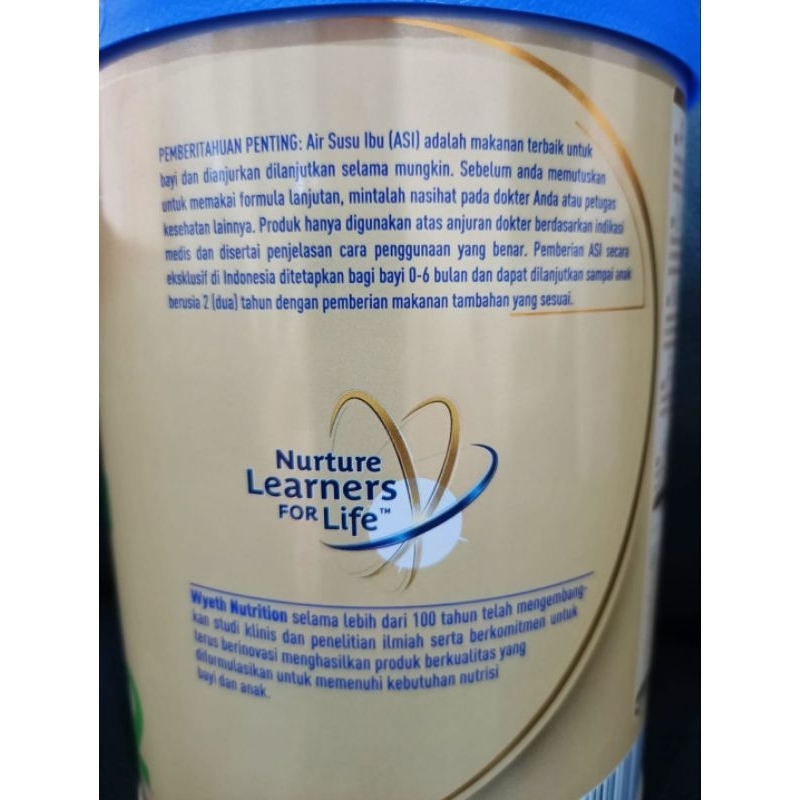 PEMBERITAHUAN PENTING: Air Susu Ibu (ASI) adalah makanan terbaik untuk
bayi dan dianjurkan dilanjutkan selama mungkin. Sebelum anda memutuskan
untuk memakai formula lanjutan, mintalah nasihat pada dokter Anda atau petugas
kesehatan lainnya. Produk hanya digunakan atas anjuran dokter berdasarkan indikasi
medis dan disertai penjelasan cara penggunaan yang benar. Pemberian ASI secara
eksklusif di Indonesia ditetapkan bagi bayi 0-6 bulan dan dapat dilanjutkan sampai anak
berusia 2 (dua) tahun dengan pemberian makanan tambahan yang sesuai.
Nurture
Learners
FOR Life™
Wyeth Nutrition selama lebih dari 100 tahun telah mengembang-
kan studi klinis dan penelitian ilmiah serta berkomitmen untuk
terus berinovasi menghasilkan produk berkualitas yang
diformulasikan untuk memenuhi kebutuhan nutrisi
bayi dan anak.